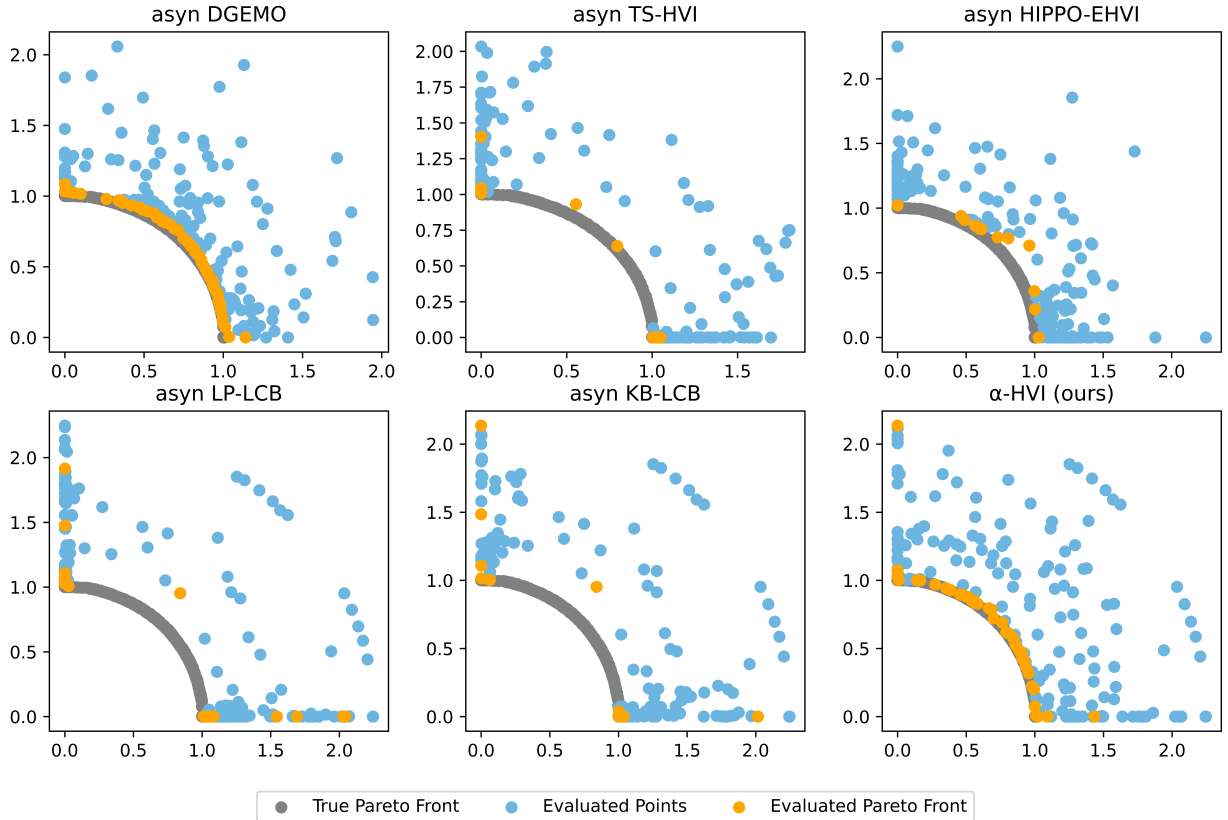 asyn DGEMO
asyn TS-HVI
asyn HIPPO-EHVI
2.0
1.5
1.0
0.5
0.0
0.0 0.5 1.0 1.5 2.0
2.00
1.75
1.50
1.25
1.00
0.75
0.50
0.25
0.00
0.0 0.5 1.0 1.5
2.0
1.5
1.0
0.5
0.0
0.0 0.5 1.0 1.5 2.0
asyn LP-LCB
asyn KB-LCB
α-HVI (ours)
2.0
1.5
1.0
0.5
0.0
0.0 0.5 1.0 1.5 2.0
2.0
1.5
1.0
0.5
0.0
0.0 0.5 1.0 1.5 2.0
2.0
1.5
1.0
0.5
0.0
0.0 0.5 1.0 1.5 2.0
True Pareto Front
Evaluated Points
Evaluated Pareto Front